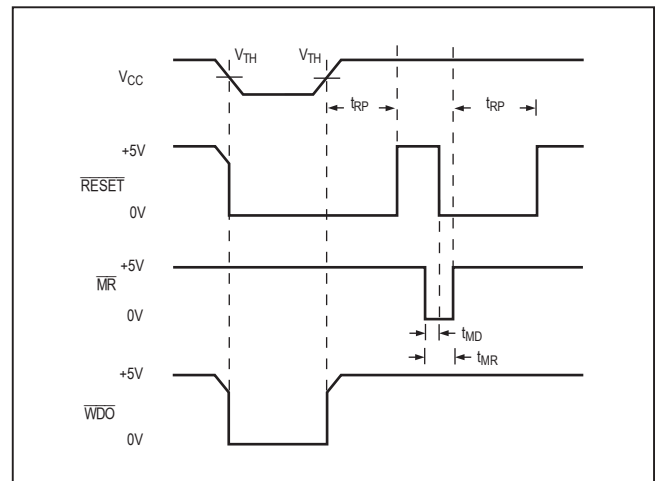 VTH VTH
VCC
tRP tRP
+5V
RESET
0V
+5V
MR
0V
tMD
tMR
+5V
WDO
0V